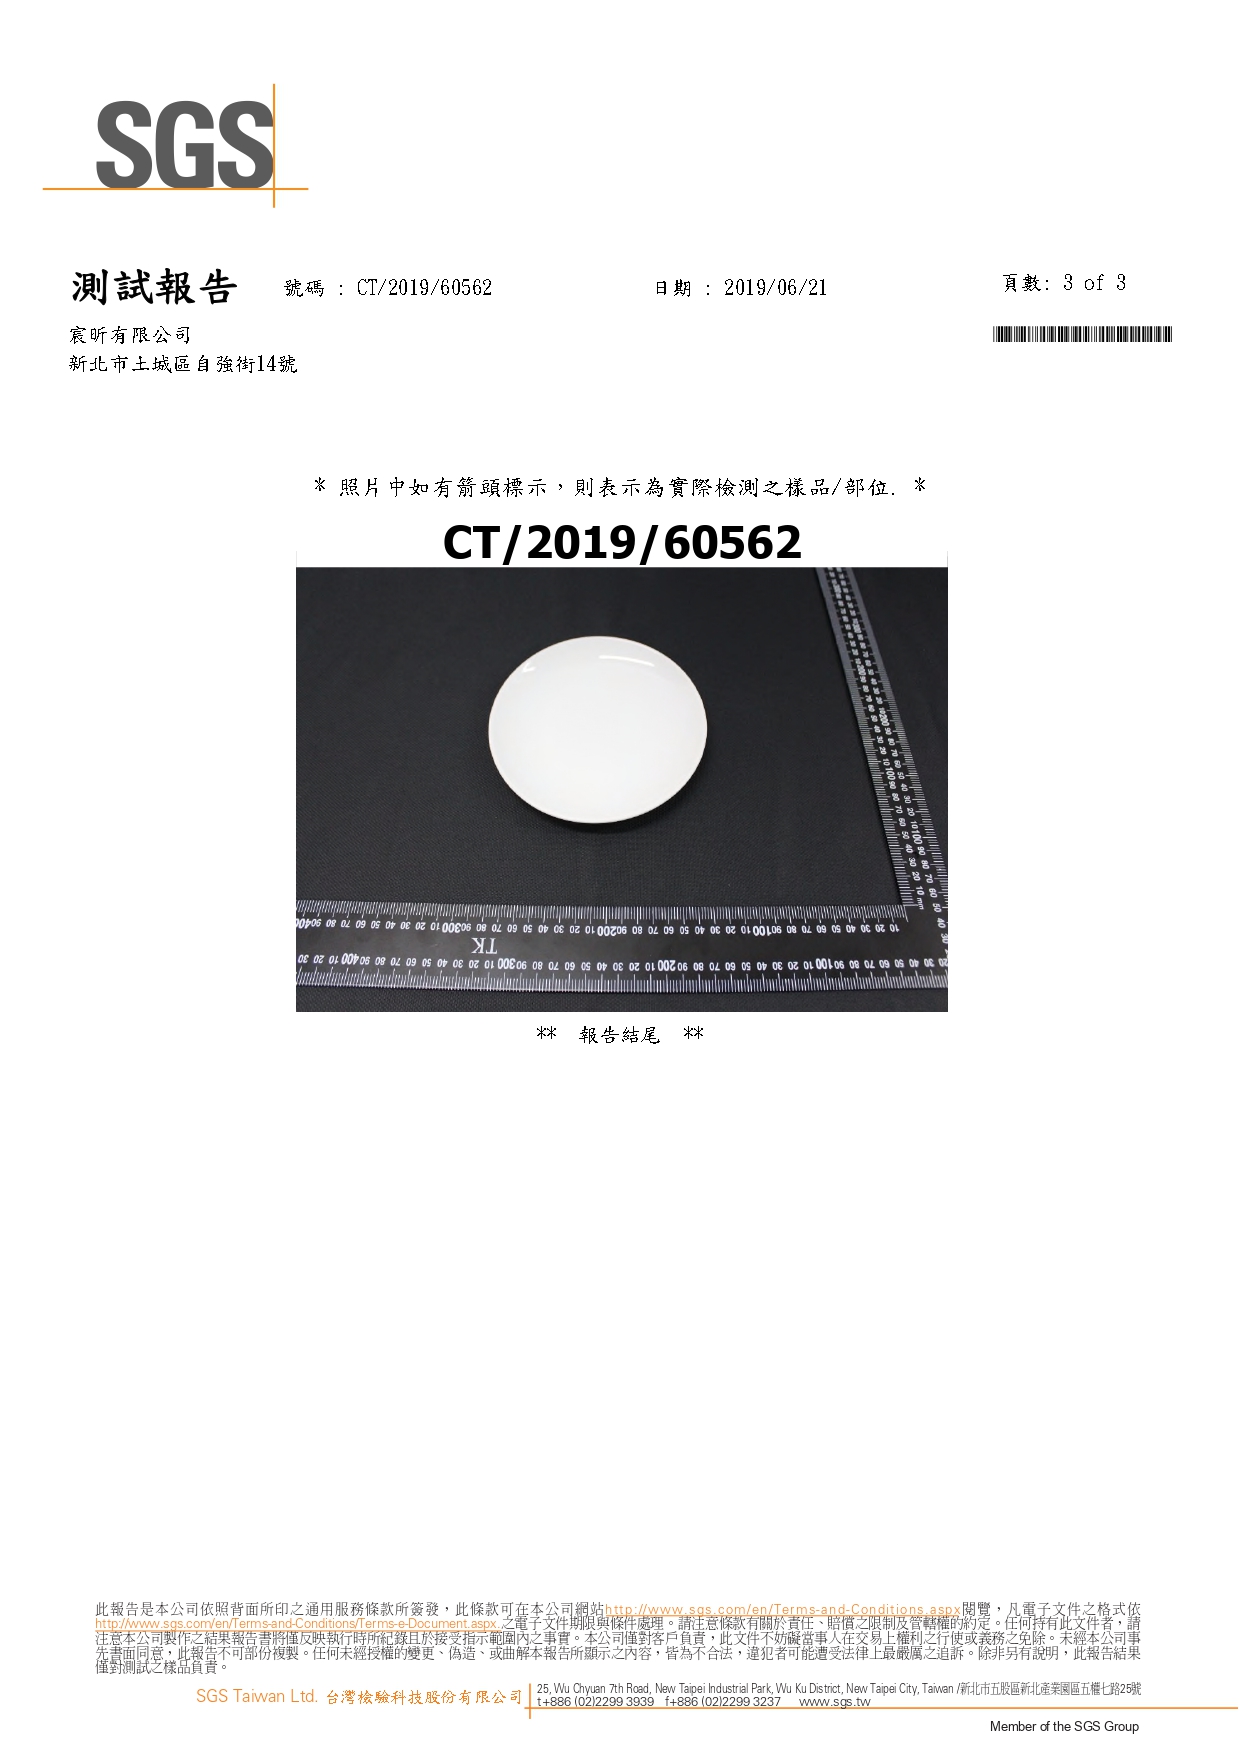 SGS
測試報告 號碼 : CT/2019/60562 日期 : 2019/06/21 頁數: 3 of 3
宸昕有限公司
新北市土城區自強街14號
* 照片中如有箭頭標示，則表示為實際檢測之樣品/部位. *
CT/2019/60562
TK
** 報告結尾 **
此報告是本公司依照背面所印之通用服務條款所簽發，此條款可在本公司網站http://www.sgs.com/en/Terms-and-Conditions.aspx閱覽，凡電子文件之格式依
http://www.sgs.com/en/Terms-and-Conditions/Terms-e-Document.aspx.之電子文件期限與條件處理。請注意條款有關於責任、賠償之限制及管轄權的約定。任何持有此文件者，請
注意本公司製作之結果報告書將僅反映執行時所紀錄且於接受指示範圍內之事實。本公司僅對客戶負責，此文件不妨礙當事人在交易上權利之行使或義務之免除。未經本公司事
先書面同意，此報告不可部份複製。任何未經授權的變更、偽造、或曲解本報告所顯示之內容，皆為不合法，違犯者可能遭受法律上最嚴厲之追訴。除非另有說明，此報告結果
僅對測試之樣品負責。
SGS Taiwan Ltd. 台灣檢驗科技股份有限公司
25, Wu Chyuan 7th Road, New Taipei Industrial Park, Wu Ku District, New Taipei City, Taiwan /新北市五股區新北產業園區五權七路25號
t+886 (02)2299 3939 f+886 (02)2299 3237 www.sgs.tw
Member of the SGS Group